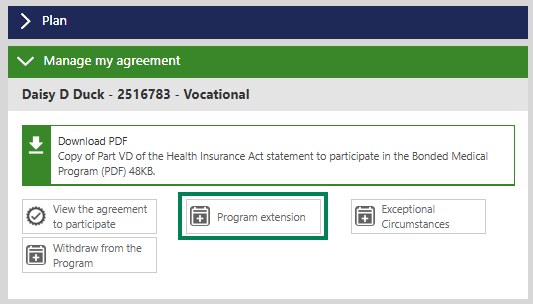 Plan
Manage my agreement
Daisy D Duck - 2516783 - Vocational
Download PDF
Copy of Part VD of the Health Insurance Act statement to participate in the Bonded Medical
Program (PDF) 48KB.
View the agreement
to participate
Program extension
Exceptional
Circumstances
Withdraw from the
Program